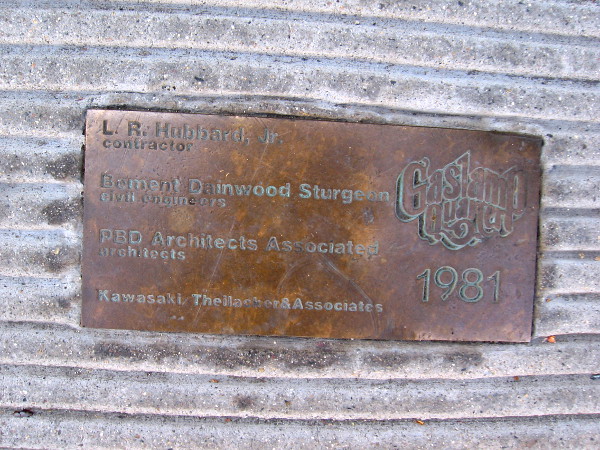 L. R. Hubbard, Jr.
contractor
Bement Dainwood Sturgeon
civil engineers
PBD Architects Associated
architects
Kawasaki, Theilacker & Associates
Gaslamp
Quarter
1981